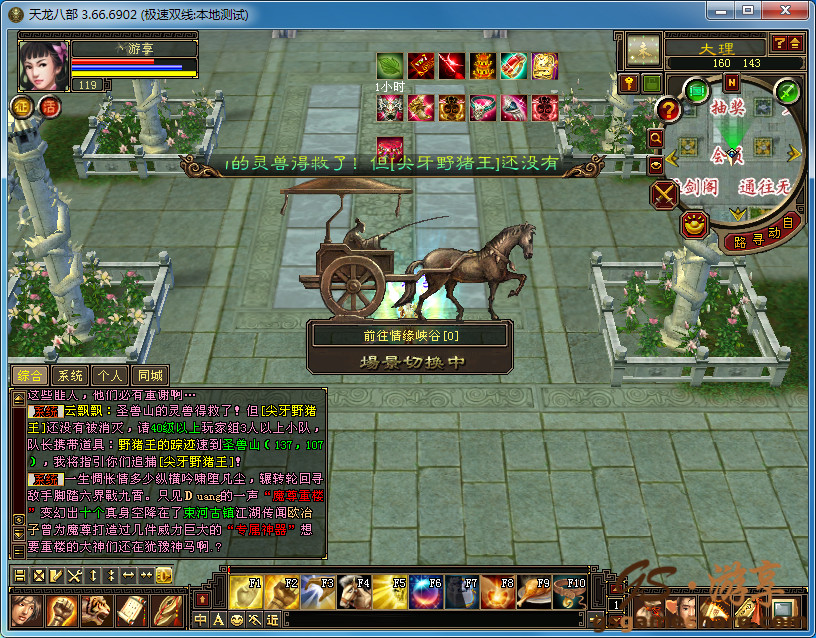 天龙八部 3.66.6902 (极速双线:本地测试)
游享
119
征 活
1小时
大理
160 143
N
抽奖
会员
剑阁 通往无
自动寻路
的灵兽得救了!但[尖牙野猪王]还没有
前往情缘峡谷[0]
場景切换中
综合 系统 个人 同城
这些匪人,他们必有重谢啊…
系统 云飘飘:圣兽山的灵兽得救了!但[尖牙野猪
王]还没有被消灭,请40级以上玩家组3人以上小队,
队长携带道具:野猪王的踪迹速到圣兽山(137,107
),我将指引你们追捕[尖牙野猪王]!
系统 一生惆怅情多少纵横吟啸堕凡尘,辗转轮回寻
敌手脚踏六界戰九霄。只见Duang的一声“魔尊重楼
”变幻出十个真身空降在了束河古镇江湖传闻欧冶
子曾为魔尊打造过几件威力巨大的“专属神器”想
要重楼的大神们还在犹豫神马啊.?
F1 F2 F3 F4 F5 F6 F7 F8 F9 F10
中 A 近
1
GS·游享